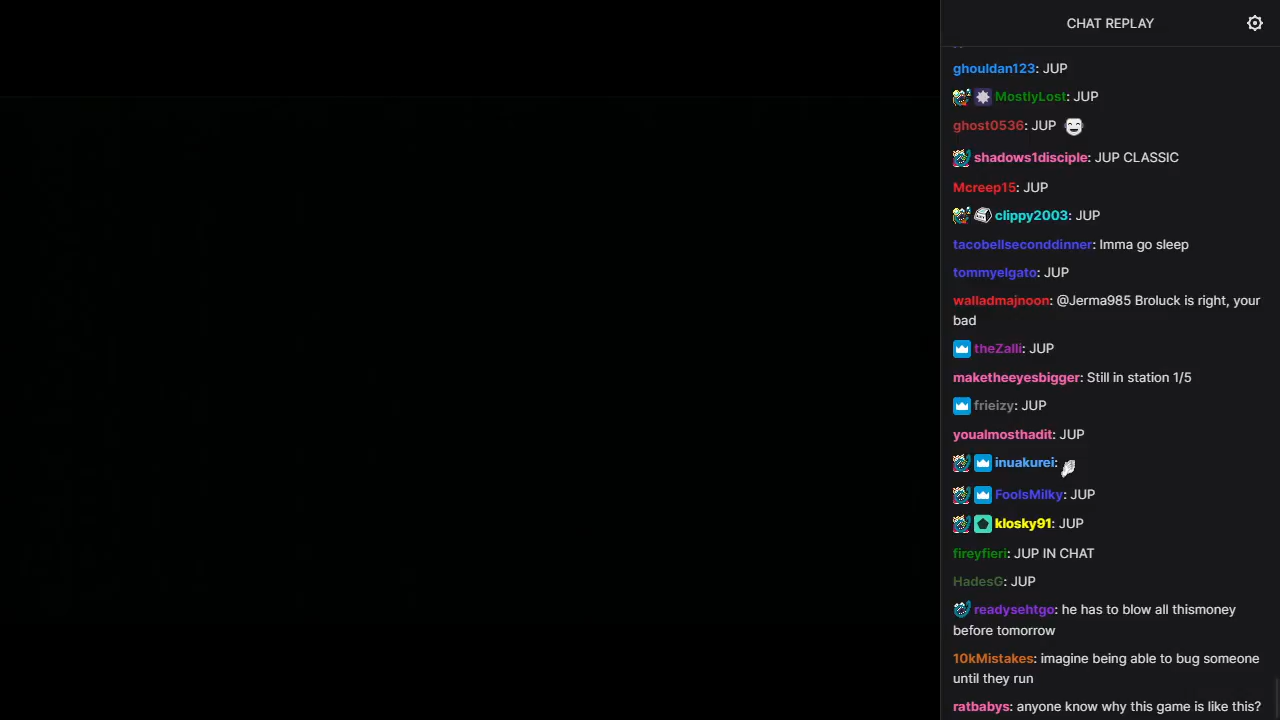 CHAT REPLAY
ghouldan123: JUP
MostlyLost: JUP
ghost0536: JUP
shadows1disciple: JUP CLASSIC
Mcreep15: JUP
clippy2003: JUP
tacobellseconddinner: Imma go sleep
tommyelgato: JUP
walladmajnoon: @Jerma985 Broluck is right, your
bad
theZalli: JUP
maketheeyesbigger: Still in station 1/5
frieizy: JUP
youalmosthadit: JUP
inuakurei:
FoolsMilky: JUP
klosky91: JUP
fireyfieri: JUP IN CHAT
HadesG: JUP
readysehtgo: he has to blow all thismoney
before tomorrow
10kMistakes: imagine being able to bug someone
until they run
ratbabys: anyone know why this game is like this?